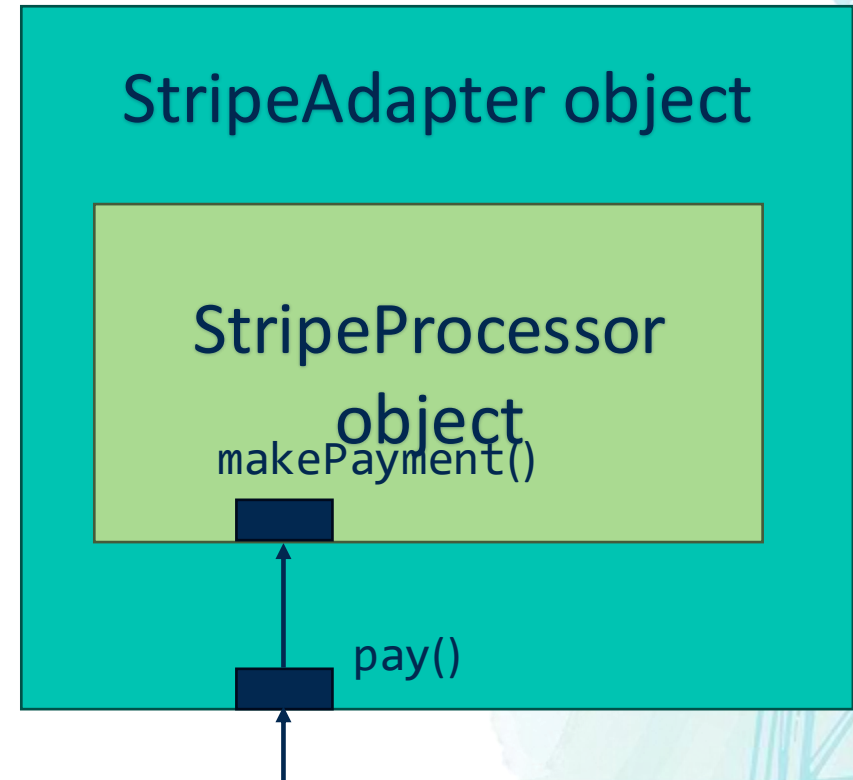 StripeAdapter object
StripeProcessor
object
makePayment()
pay()